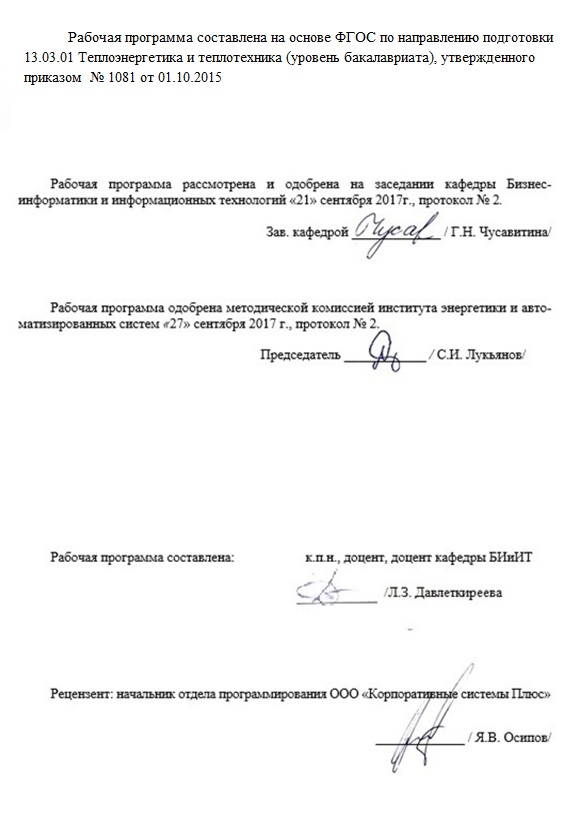 Рабочая программа составлена на основе ФГОС по направлению подготовки
13.03.01 Теплоэнергетика и теплотехника (уровень бакалавриата), утвержденного
приказом № 1081 от 01.10.2015
Рабочая программа рассмотрена и одобрена на заседании кафедры Бизнес-
информатики и информационных технологий «21» сентября 2017г., протокол № 2.
Зав. кафедрой Чусав / Г.Н. Чусавитина/
Рабочая программа одобрена методической комиссией института энергетики и авто-
матизированных систем «27» сентября 2017 г., протокол № 2.
Председатель / С.И. Лукьянов/
Рабочая программа составлена: к.п.н., доцент, доцент кафедры БИиИТ
/Л.З. Давлеткиреева
Рецензент: начальник отдела программирования ООО «Корпоративные системы Плюс»
/ Я.В. Осипов/